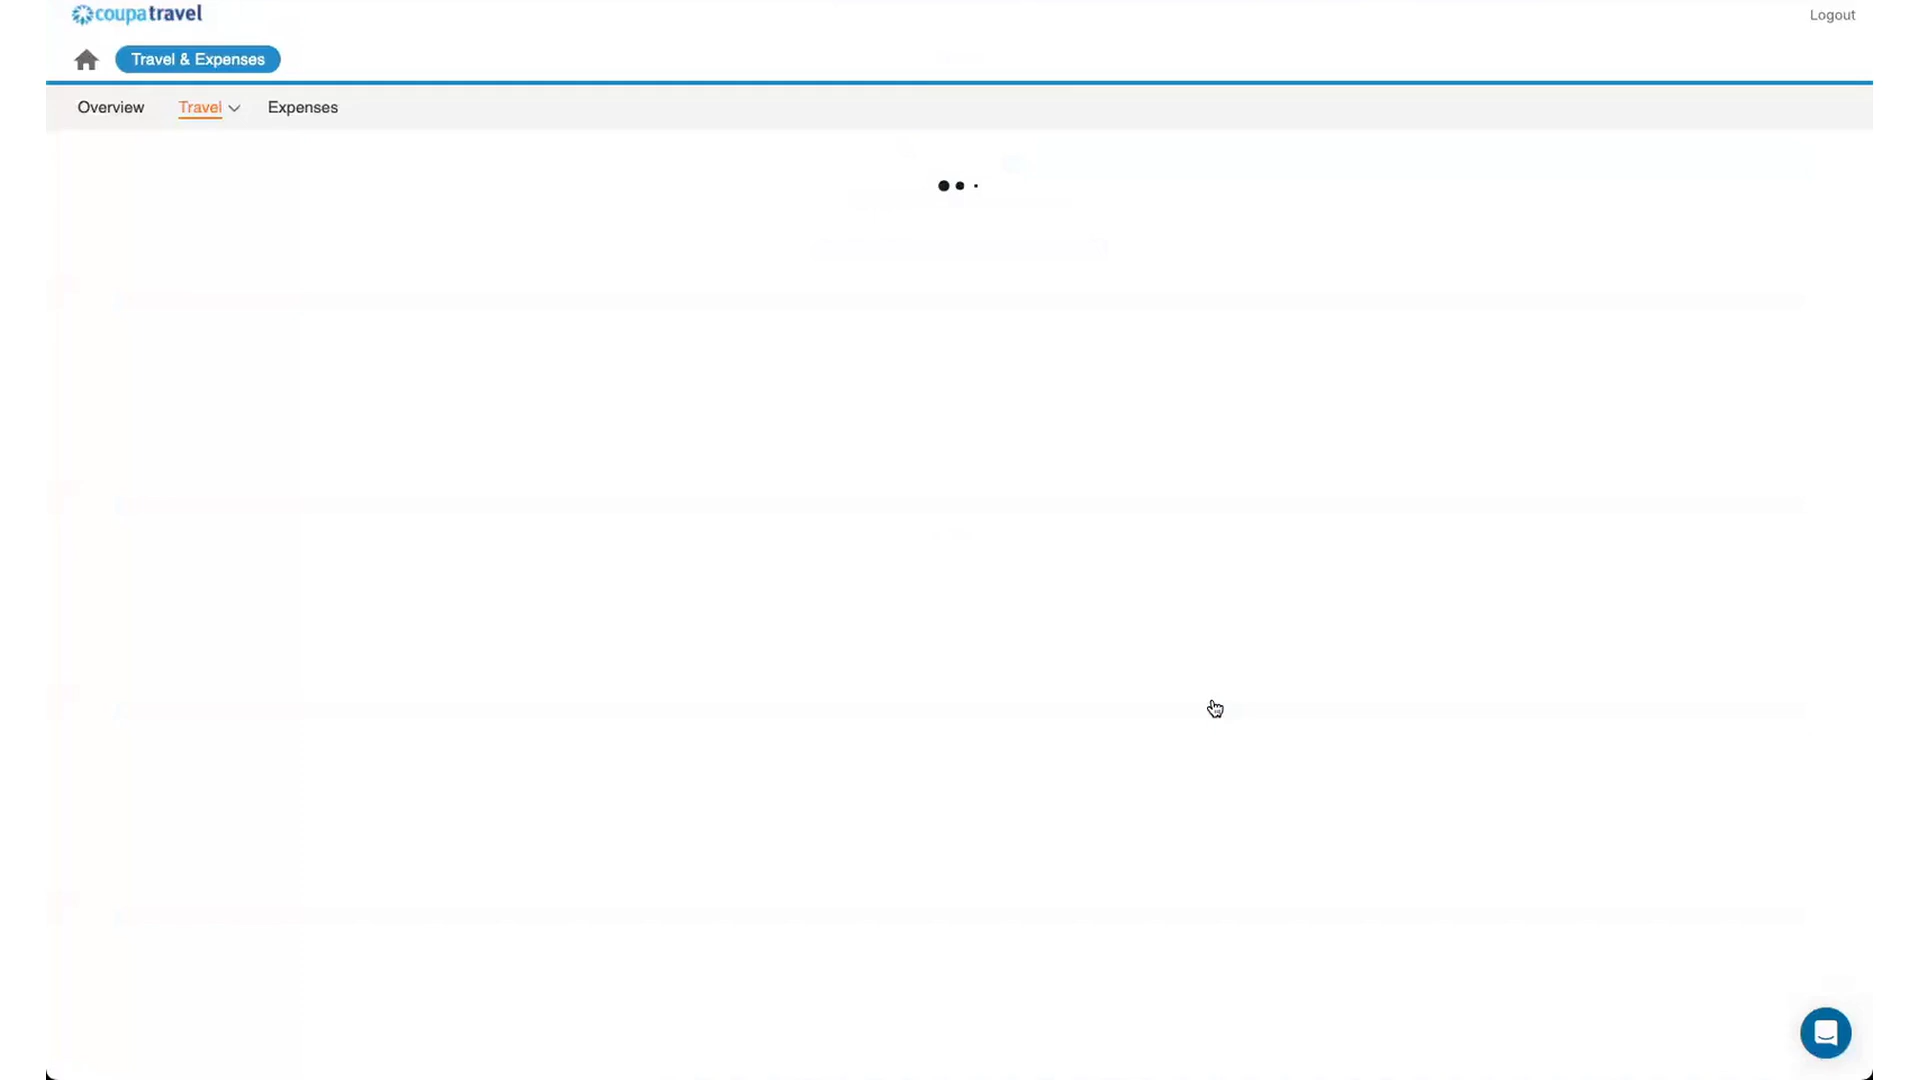 coupatravel
Logout
Travel & Expenses
Overview
Travel
Expenses